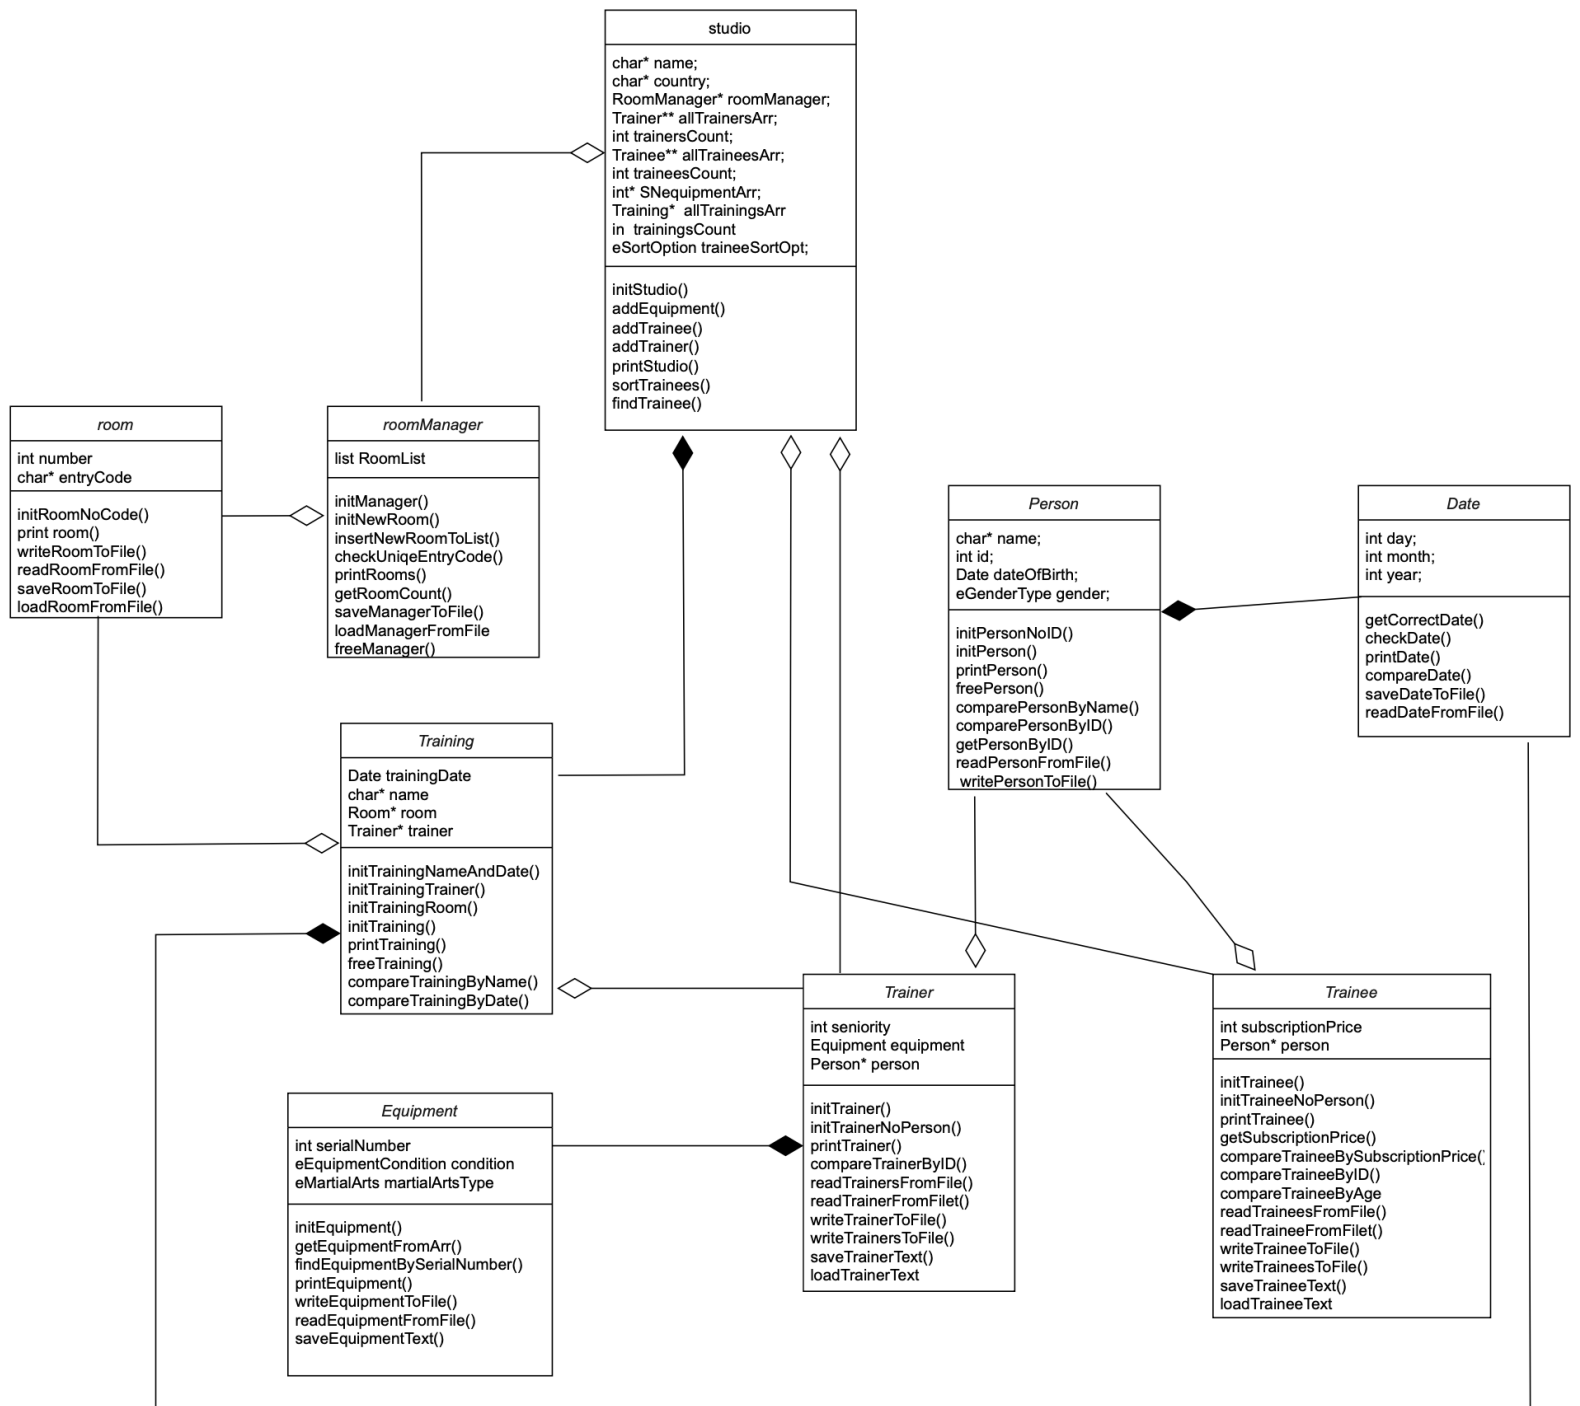 studio
char* name;
char* country;
RoomManager* roomManager;
Trainer** allTrainersArr;
int trainersCount;
Trainee** allTraineesArr;
int traineesCount;
int* SNequipmentArr;
Training*  allTrainingsArr
in  trainingsCount
eSortOption traineeSortOpt;
initStudio()
addEquipment()
addTrainee()
addTrainer()
printStudio()
sortTrainees()
findTrainee()
room
int number
char* entryCode
initRoomNoCode()
print room()
writeRoomToFile()
readRoomFromFile()
saveRoomToFile()
loadRoomFromFile()
roomManager
list RoomList
initManager()
initNewRoom()
insertNewRoomToList()
checkUniqeEntryCode()
printRooms()
getRoomCount()
saveManagerToFile()
loadManagerFromFile
freeManager()
Person
char* name;
int id;
Date dateOfBirth;
eGenderType gender;
initPersonNoID()
initPerson()
printPerson()
freePerson()
comparePersonByName()
comparePersonByID()
getPersonByID()
readPersonFromFile()
writePersonToFile()
Date
int day;
int month;
int year;
getCorrectDate()
checkDate()
printDate()
compareDate()
saveDateToFile()
readDateFromFile()
Training
Date trainingDate
char* name
Room* room
Trainer* trainer
initTrainingNameAndDate()
initTrainingTrainer()
initTrainingRoom()
initTraining()
printTraining()
freeTraining()
compareTrainingByName()
compareTrainingByDate()
Trainer
int seniority
Equipment equipment
Person* person
initTrainer()
initTrainerNoPerson()
printTrainer()
compareTrainerByID()
readTrainersFromFile()
readTrainerFromFilet()
writeTrainerToFile()
writeTrainersToFile()
saveTrainerText()
loadTrainerText
Trainee
int subscriptionPrice
Person* person
initTrainee()
initTraineeNoPerson()
printTrainee()
getSubscriptionPrice()
compareTraineeBySubscriptionPrice()
compareTraineeByID()
compareTraineeByAge
readTraineesFromFile()
readTraineeFromFilet()
writeTraineeToFile()
writeTraineesToFile()
saveTraineeText()
loadTraineeText
Equipment
int serialNumber
eEquipmentCondition condition
eMartialArts martialArtsType
initEquipment()
getEquipmentFromArr()
findEquipmentBySerialNumber()
printEquipment()
writeEquipmentToFile()
readEquipmentFromFile()
saveEquipmentText()